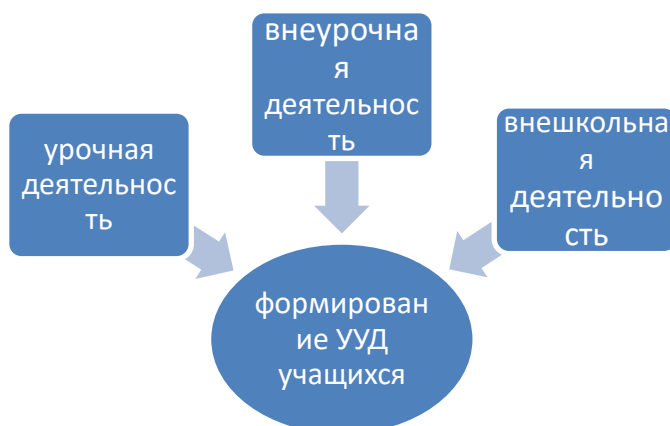 урочная
деятельнос
ть
внеурочна
я
деятельнос
ть
внешкольна
я
деятельно
сть
формирован
ие УУД
учащихся